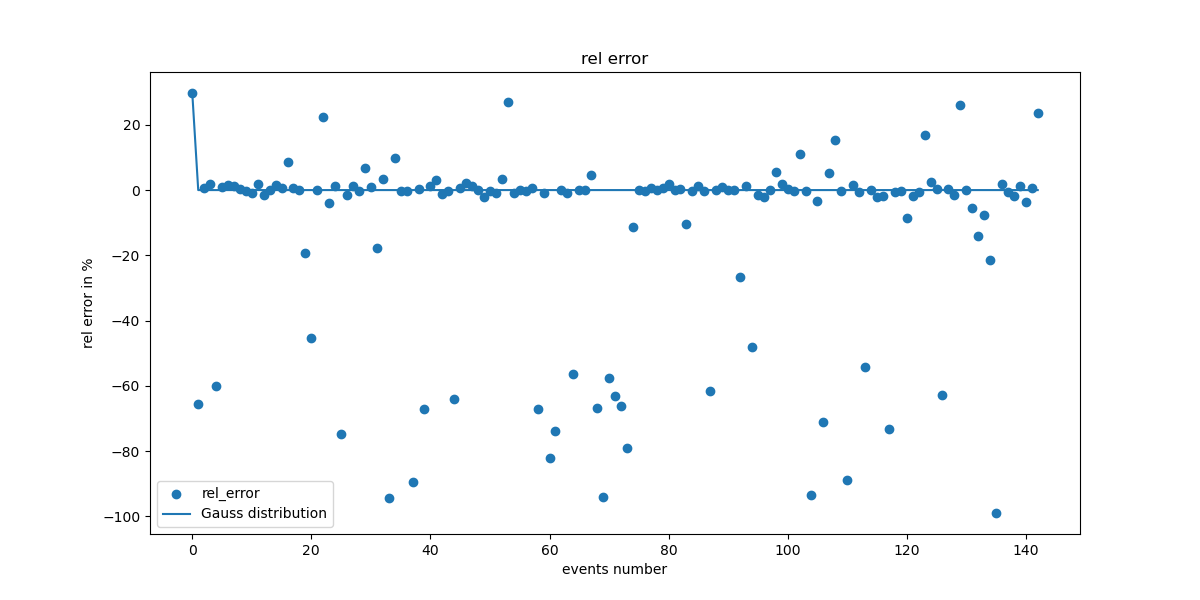 rel error
rel error in %
20
0
−20
−40
−60
−80
−100
rel_error
Gauss distribution
0 20 40 60 80 100 120 140
events number